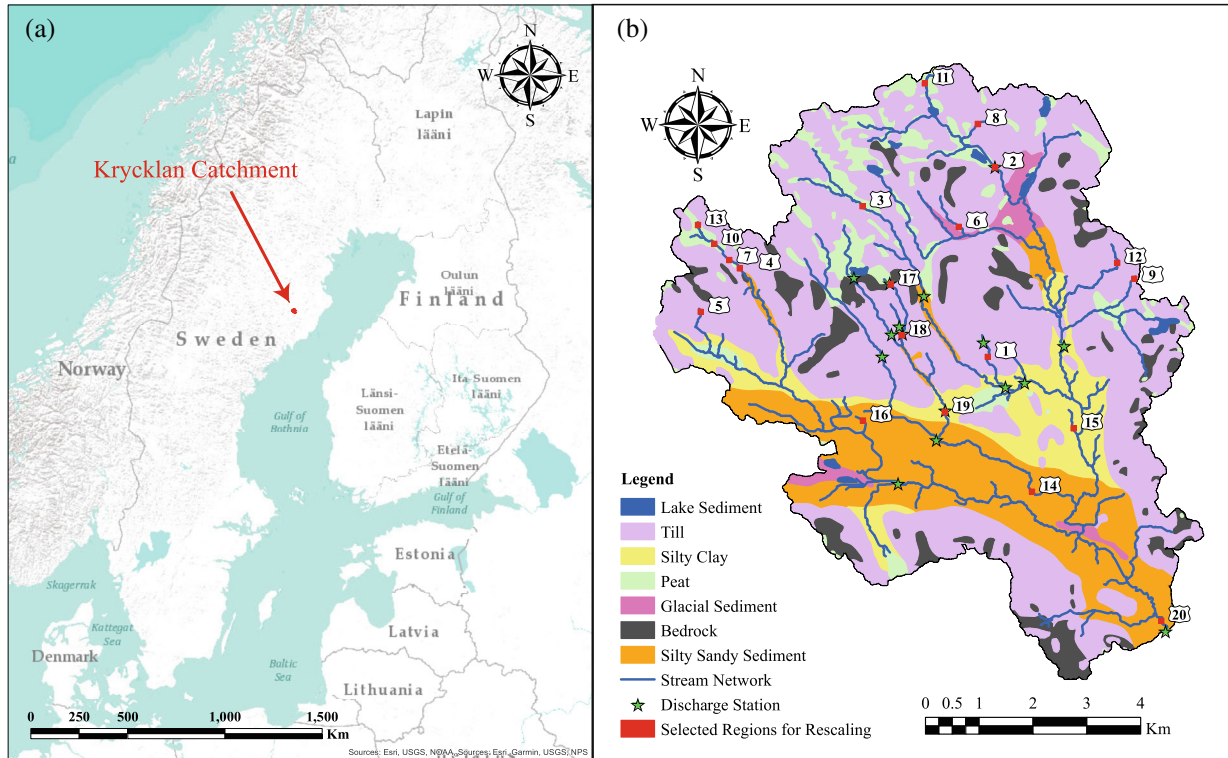 (a)
N
W
E
S
Lapin
lääni
Krycklan Catchment
Oulun
lääni
Finland
Sweden
Norway
Länsi-
Suomen
lääni
Ita-Suomen
lääni
Gulf of
Bothnia
Etelä-
Suomen
lääni
Gulf of
Finland
Estonia
Skagerrak
Kattegat
Sea
Denmark
Latvia
Baltic
Sea
Lithuania
0 250 500 1,000 1,500
Km
Sources: Esri, USGS, NOAA, Sources: Esri, Garmin, USGS, NPS
(b)
N
W
E
S
11
8
2
3
6
13
10
7
4
12
9
17
5
18
1
19
16
15
14
20
Legend
Lake Sediment
Till
Silty Clay
Peat
Glacial Sediment
Bedrock
Silty Sandy Sediment
Stream Network
Discharge Station
Selected Regions for Rescaling
0 0.5 1 2 3 4
Km